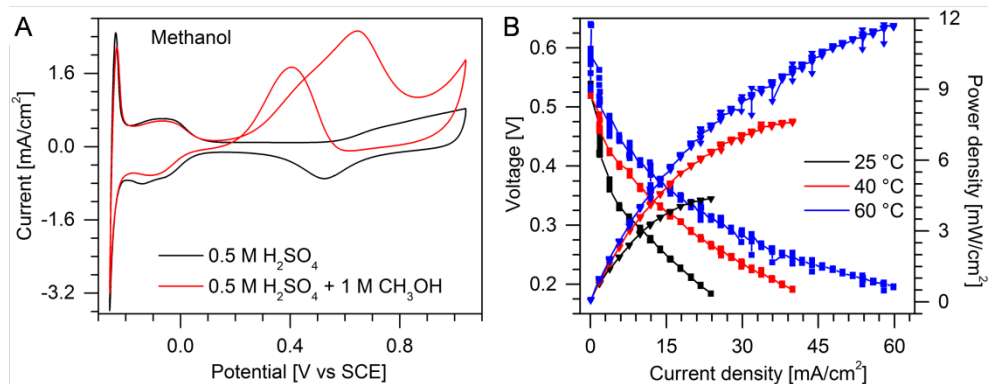 A
Methanol
Current [mA/cm²]
1.6
0.0
-1.6
-3.2
0.5 M H₂SO₄
0.5 M H₂SO₄ + 1 M CH₃OH
0.0
0.4
0.8
Potential [V vs SCE]
B
Voltage [V]
0.6
0.5
0.4
0.3
0.2
25 °C
40 °C
60 °C
12
9
6
3
0
Power density [mW/cm²]
0
15
30
45
60
Current density [mA/cm²]